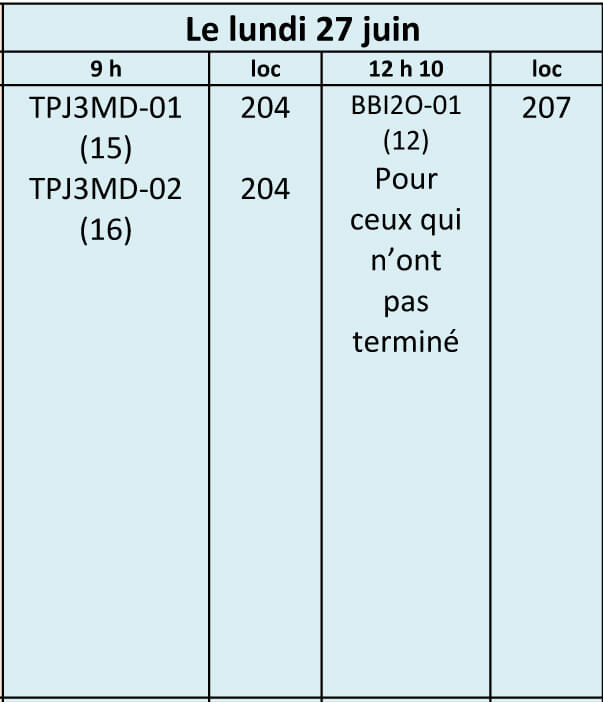 Le lundi 27 juin
9 h loc 12 h 10 loc
TPJ3MD-01 204 BBI2O-01 207
(15) (12)
TPJ3MD-02 204 Pour
(16) ceux qui
n’ont
pas
terminé